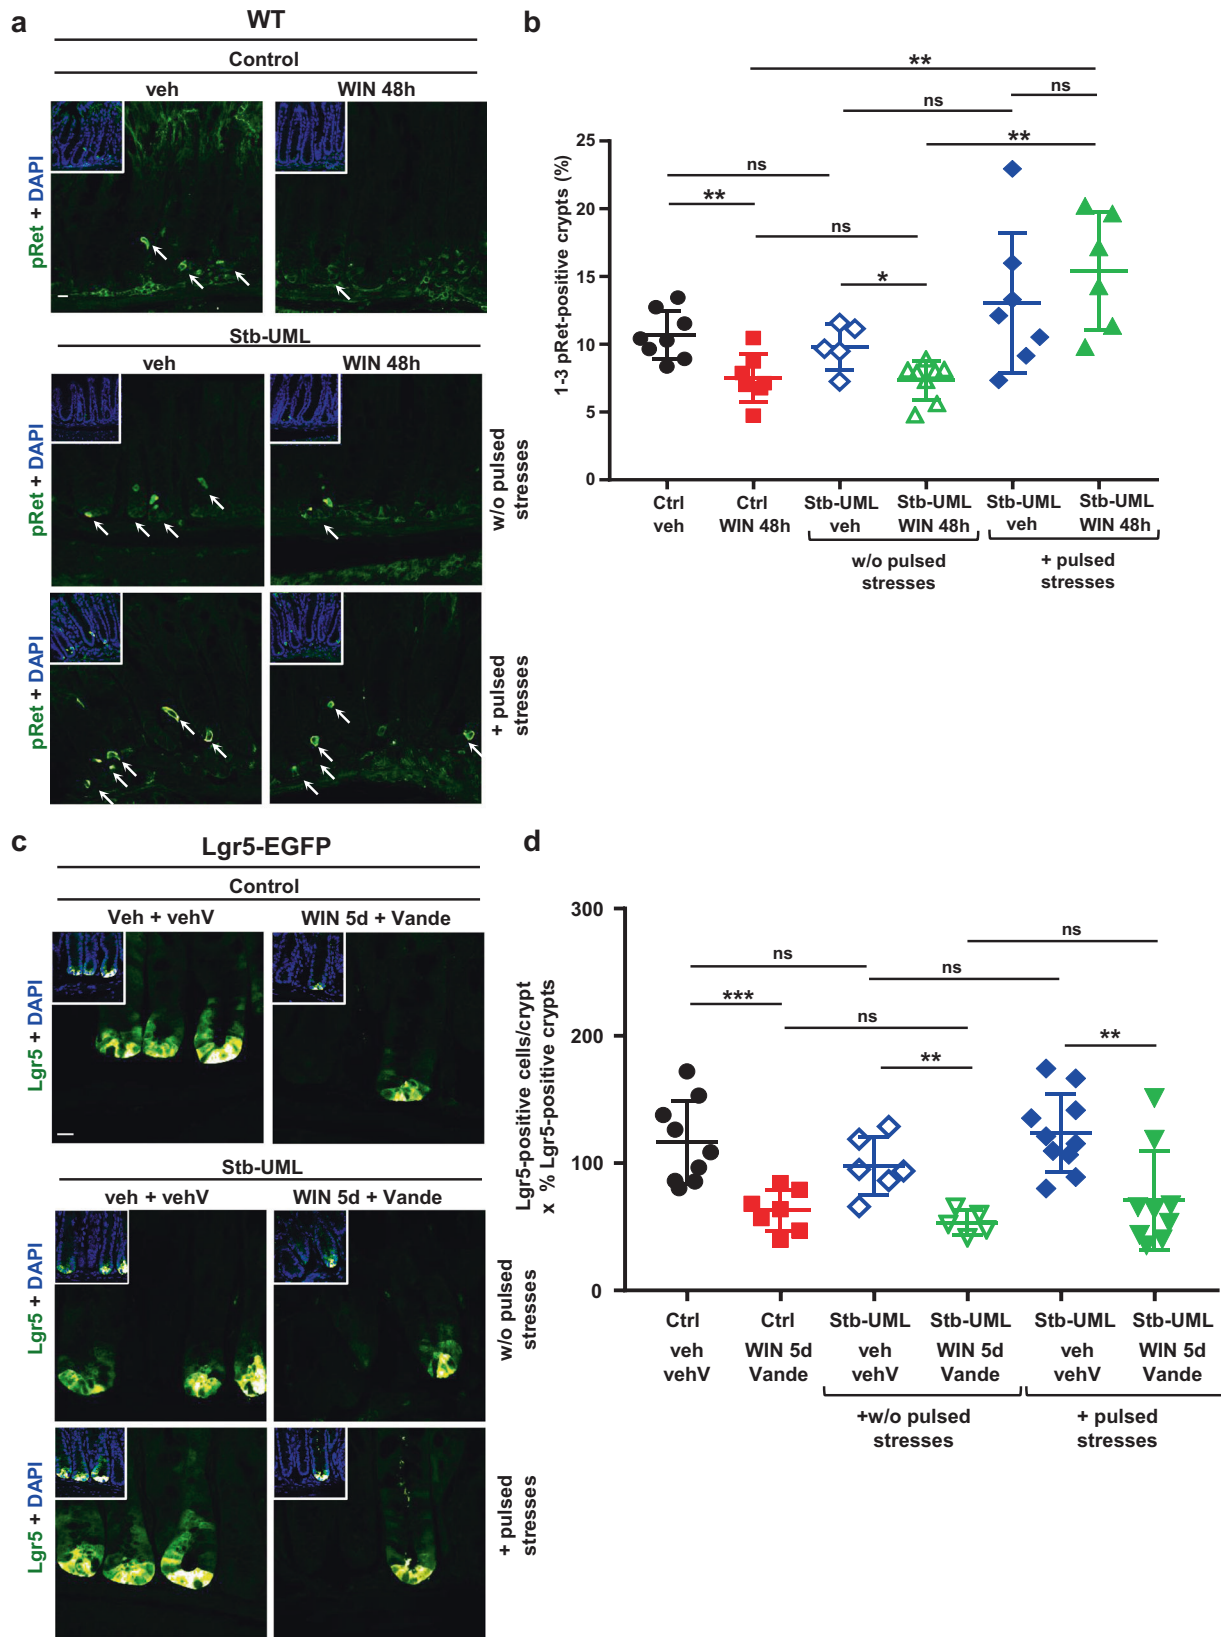 a
WT
Control
veh
WIN 48h
pRet + DAPI
Stb-UML
veh
WIN 48h
pRet + DAPI
w/o pulsed
stresses
pRet + DAPI
+ pulsed
stresses
b
**
ns
ns
**
ns
**
ns
*
1-3 pRet-positive crypts (%)
25
20
15
10
5
0
Ctrl
veh
Ctrl
WIN 48h
Stb-UML
veh
Stb-UML
WIN 48h
Stb-UML
veh
Stb-UML
WIN 48h
w/o pulsed
stresses
+ pulsed
stresses
c
Lgr5-EGFP
Control
Veh + vehV
WIN 5d + Vande
Lgr5 + DAPI
Stb-UML
veh + vehV
WIN 5d + Vande
Lgr5 + DAPI
w/o pulsed
stresses
Lgr5 + DAPI
+ pulsed
stresses
d
Lgr5-positive cells/crypt
x % Lgr5-positive crypts
300
200
100
0
ns
ns
ns
***
ns
**
**
Ctrl
veh
vehV
Ctrl
WIN 5d
Vande
Stb-UML
veh
vehV
Stb-UML
WIN 5d
Vande
Stb-UML
veh
vehV
Stb-UML
WIN 5d
Vande
+w/o pulsed
stresses
+ pulsed
stresses